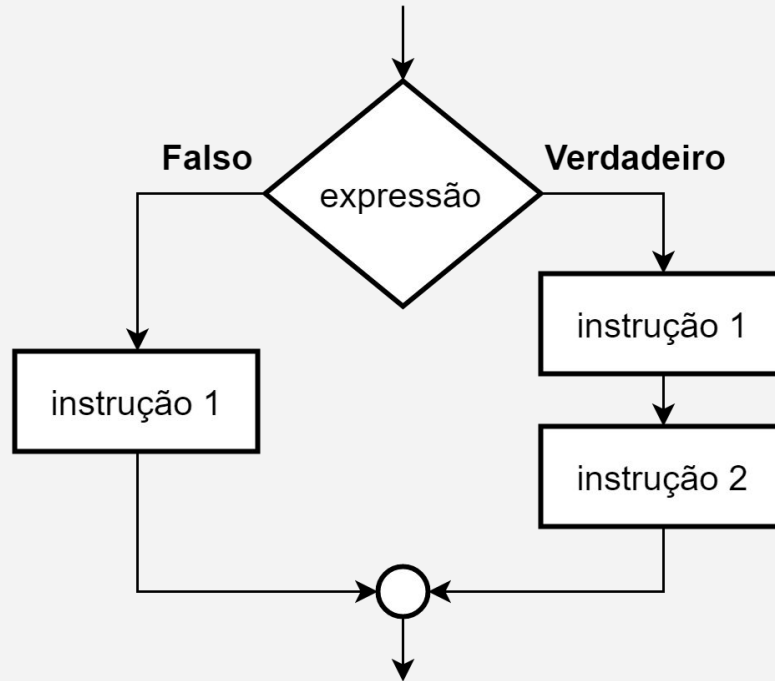 Falso
Verdadeiro
expressão
instrução 1
instrução 1
instrução 2